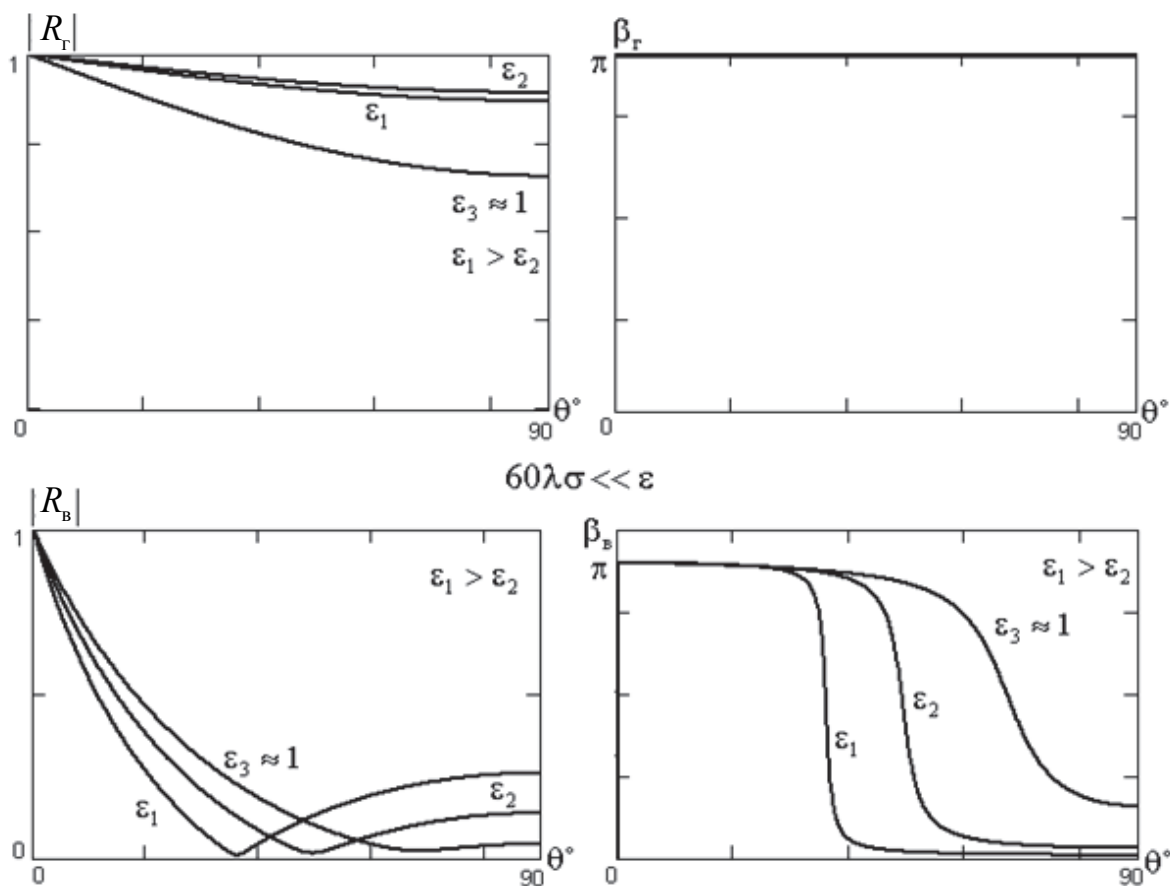 |R_г|
1
ε₂
ε₁
ε₃ ≈ 1
ε₁ > ε₂
0
90
θ°
β_г
π
0
90
θ°
60λσ << ε
|R_в|
1
ε₁ > ε₂
ε₃ ≈ 1
ε₁
ε₂
0
90
θ°
β_в
π
ε₁ > ε₂
ε₃ ≈ 1
ε₂
ε₁
0
90
θ°